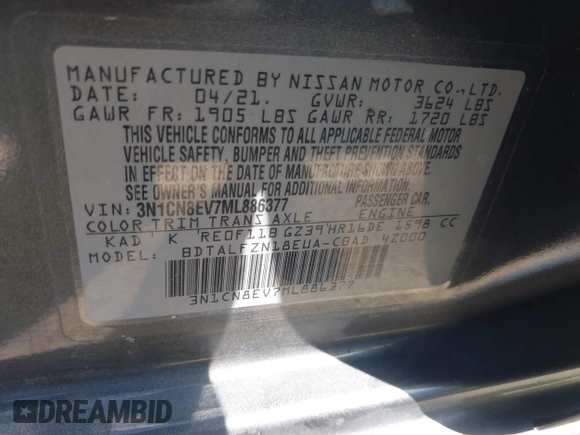 MANUFACTURED BY NISSAN MOTOR CO., LTD.
DATE: 04/21. GVWR: 3624 LBS
GAWR FR: 1905 LBS GAWR RR: 1720 LBS
THIS VEHICLE CONFORMS TO ALL APPLICABLE FEDERAL MOTOR
VEHICLE SAFETY, BUMPER AND THEFT PREVENTION STANDARDS
IN EFFECT ON THE DATE OF MANUFACTURE SHOWN ABOVE.
SEE OWNER'S MANUAL FOR ADDITIONAL INFORMATION
VIN: 3N1CN8EV7ML886377 PASSENGER CAR.
COLOR TRIM TRANS AXLE ENGINE
KAD K RE0F11B GZ39 HR16DE 1598 CC
MODEL: BDTALFZN18EUA-CBAD 4Z000
3N1CN8EV7ML886377
DREAMBID